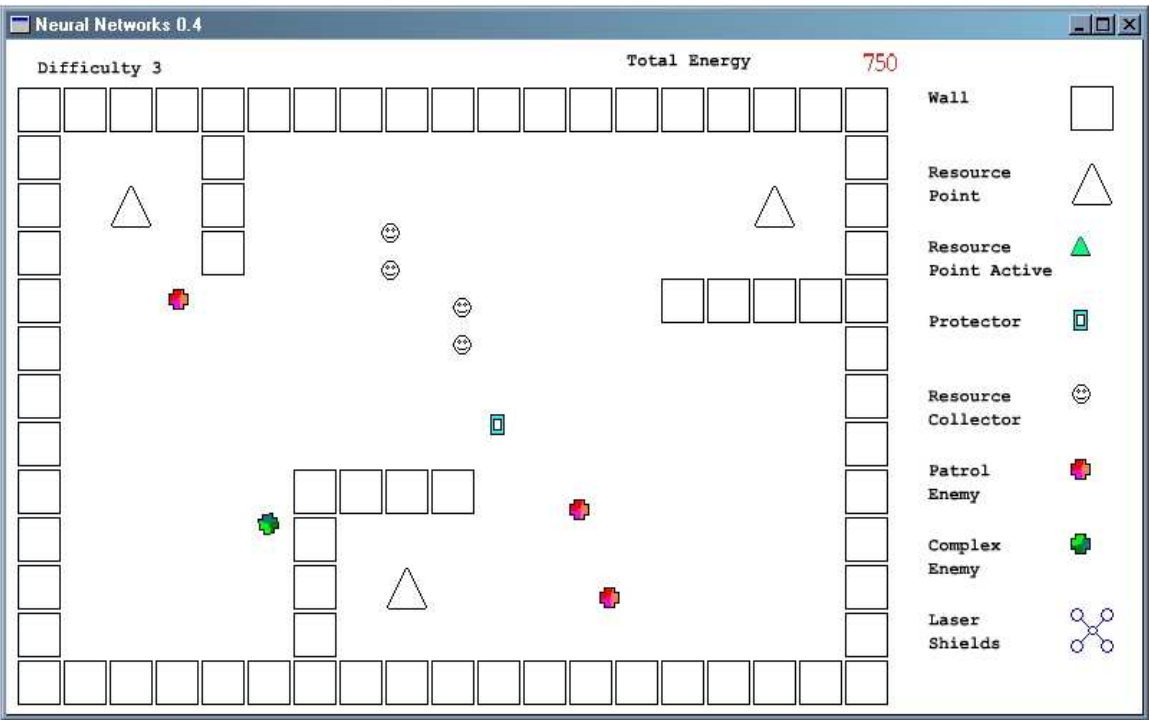 Neural Networks 0.4
Difficulty 3
Total Energy 750
Wall
Resource
Point
Resource
Point Active
Protector
Resource
Collector
Patrol
Enemy
Complex
Enemy
Laser
Shields